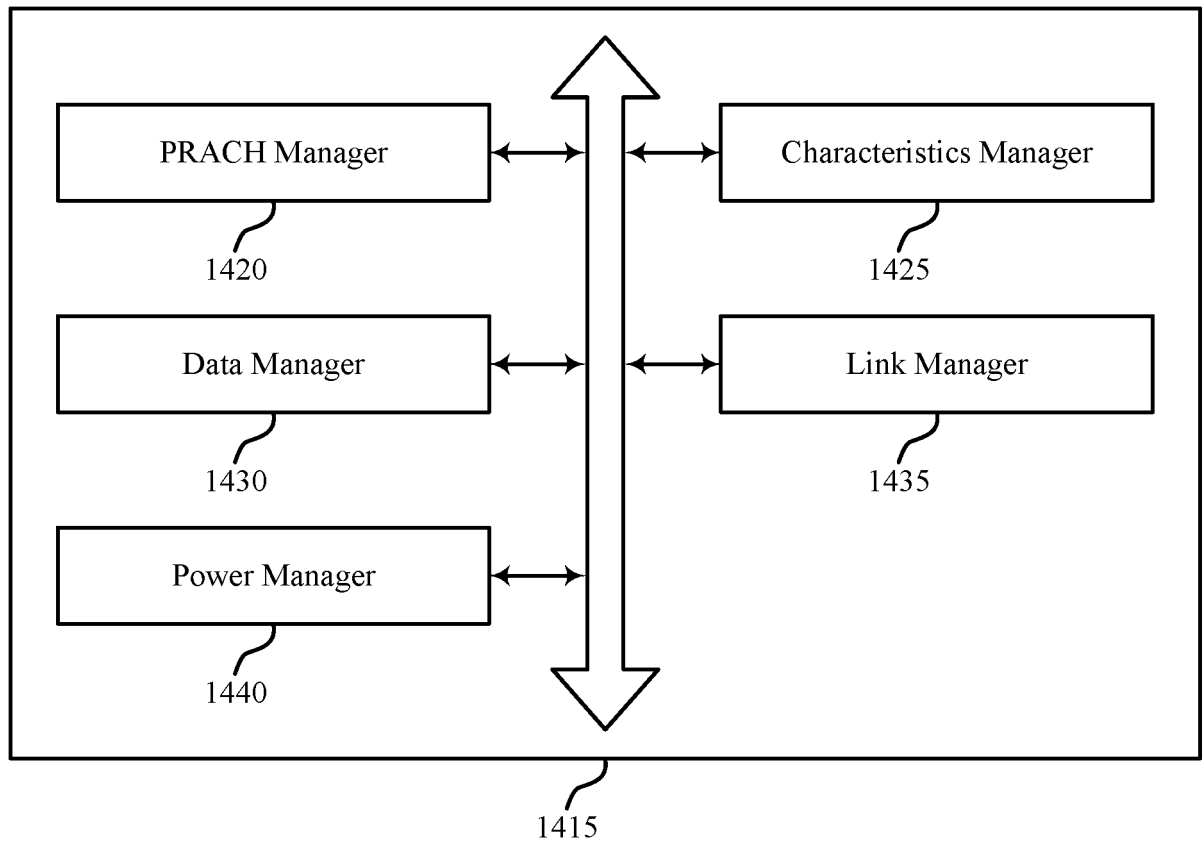 PRACH Manager
1420
Characteristics Manager
1425
Data Manager
1430
Link Manager
1435
Power Manager
1440
1415